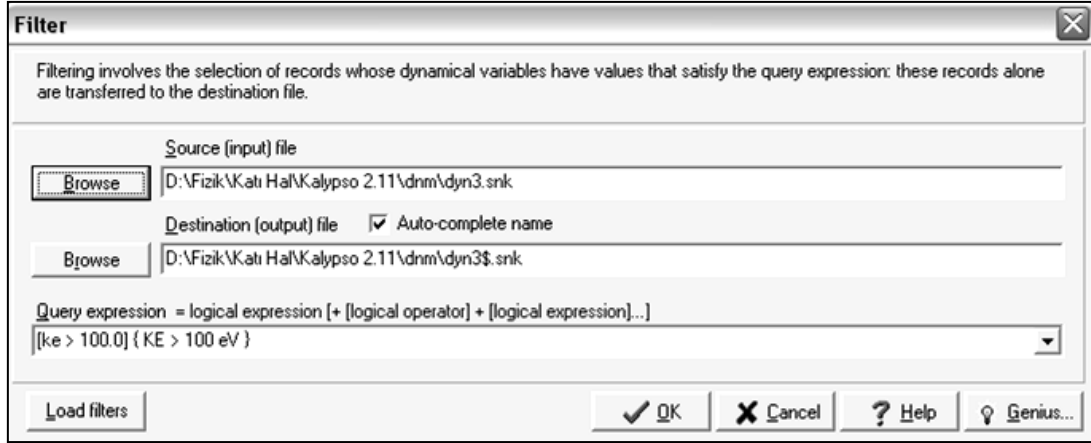 Filter
Filtering involves the selection of records whose dynamical variables have values that satisfy the query expression: these records alone
are transferred to the destination file.
Source (input) file
Browse D:\Fizik\Katı Hal\Kalypso 2.11\dnm\dyn3.snk
Destination (output) file Auto-complete name
Browse D:\Fizik\Katı Hal\Kalypso 2.11\dnm\dyn3$.snk
Query expression = logical expression [+ [logical operator] + [logical expression]...]
[ke > 100.0] { KE > 100 eV }
Load filters OK Cancel Help Genius...